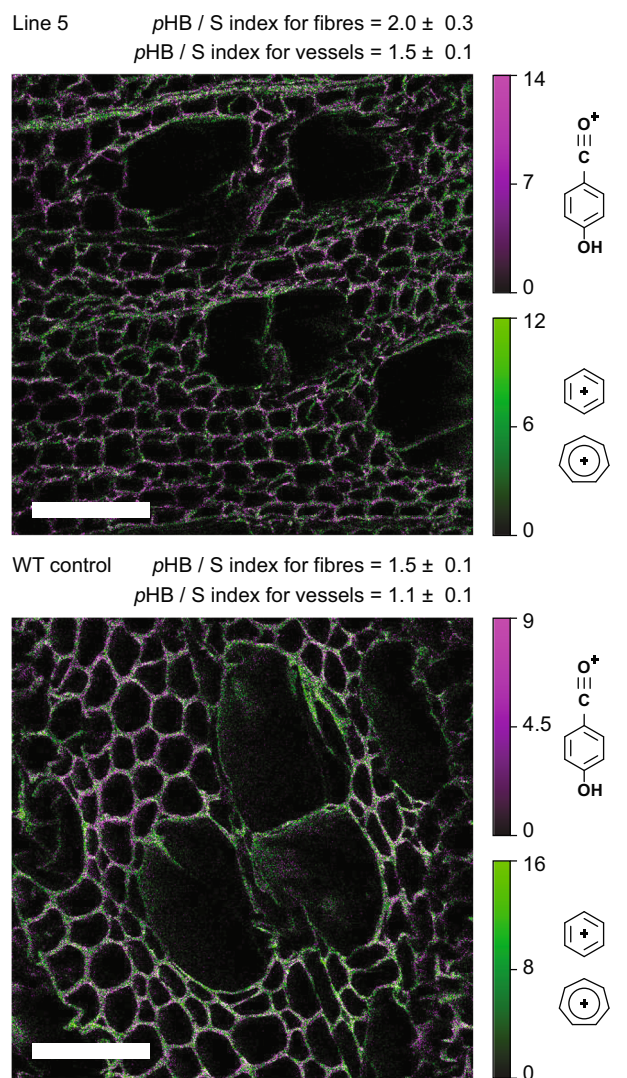 Line 5 pHB / S index for fibres = 2.0 ± 0.3
pHB / S index for vessels = 1.5 ± 0.1
14
7
0
O+
C
OH
12
6
0
+
+
WT control pHB / S index for fibres = 1.5 ± 0.1
pHB / S index for vessels = 1.1 ± 0.1
9
4.5
0
O+
C
OH
16
8
0
+
+